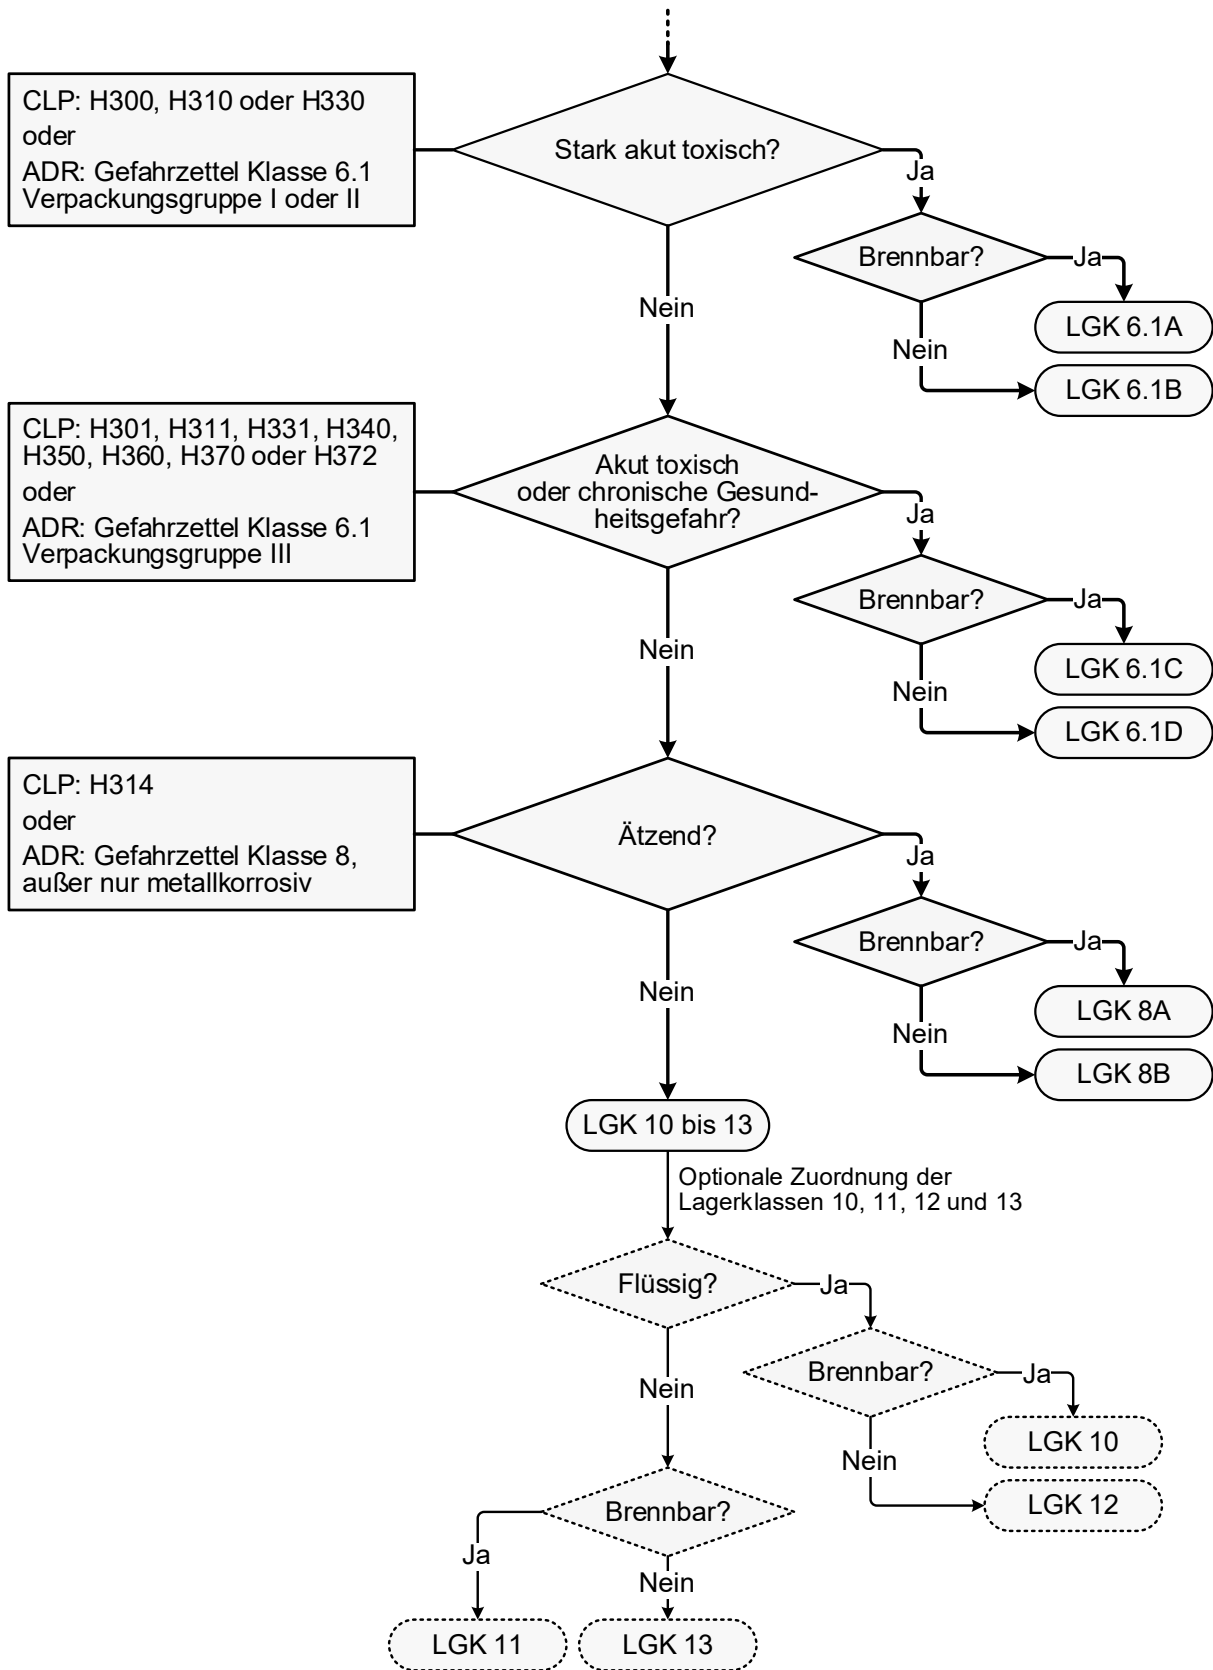 CLP: H300, H310 oder H330
oder
ADR: Gefahrzettel Klasse 6.1
Verpackungsgruppe I oder II
Stark akut toxisch?
Ja
Brennbar?
Ja
LGK 6.1A
Nein
LGK 6.1B
Nein
CLP: H301, H311, H331, H340,
H350, H360, H370 oder H372
oder
ADR: Gefahrzettel Klasse 6.1
Verpackungsgruppe III
Akut toxisch
oder chronische Gesund-
heitsgefahr?
Ja
Brennbar?
Ja
LGK 6.1C
Nein
LGK 6.1D
Nein
CLP: H314
oder
ADR: Gefahrzettel Klasse 8,
außer nur metallkorrosiv
Ätzend?
Ja
Brennbar?
Ja
LGK 8A
Nein
LGK 8B
Nein
LGK 10 bis 13
Optionale Zuordnung der
Lagerklassen 10, 11, 12 und 13
Flüssig?
Ja
Brennbar?
Ja
LGK 10
Nein
LGK 12
Nein
Brennbar?
Ja
LGK 11
Nein
LGK 13